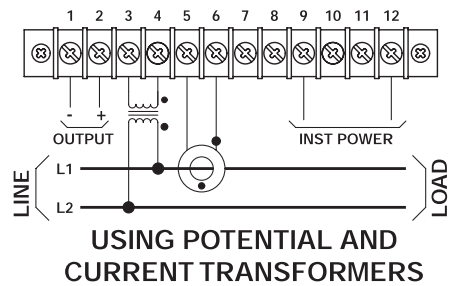 1 2 3 4 5 6 7 8 9 10 11 12
- +
OUTPUT INST POWER
LINE
L1
L2
LOAD
USING POTENTIAL AND
CURRENT TRANSFORMERS